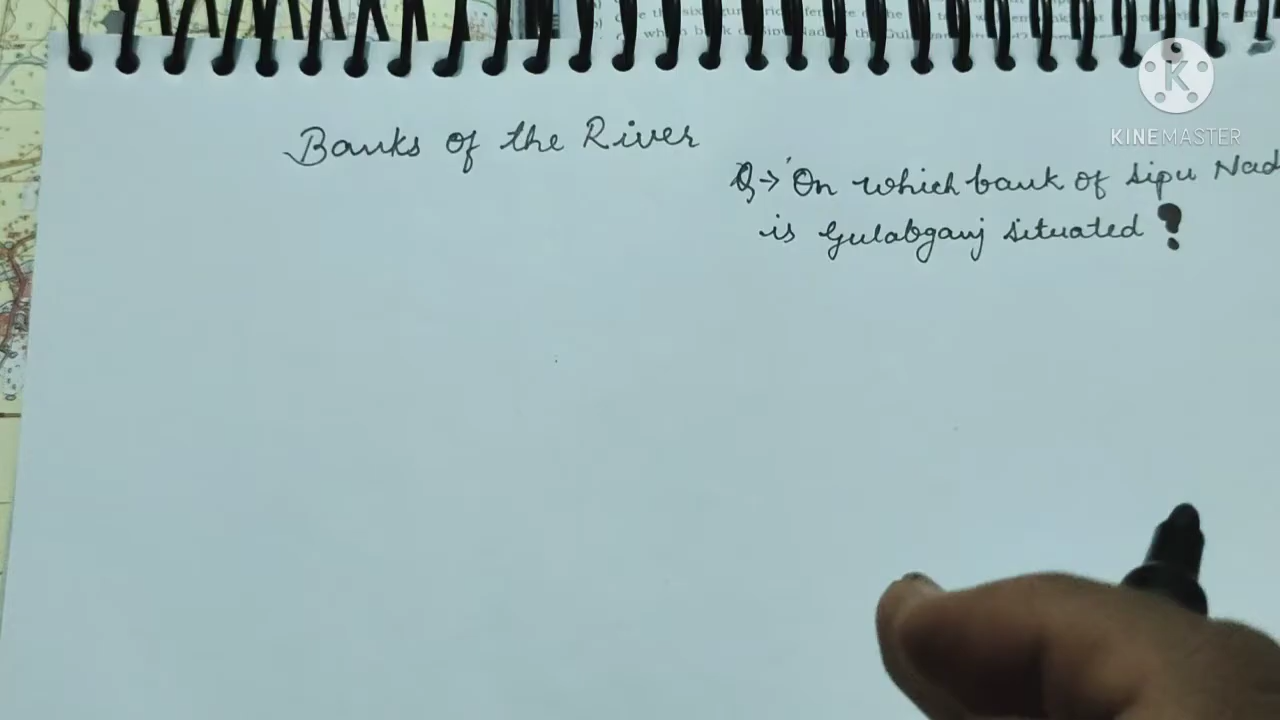 KINEMASTER
Banks of the River
Q→ On which bank of Sipu Nad
is Gulabganj situated ?